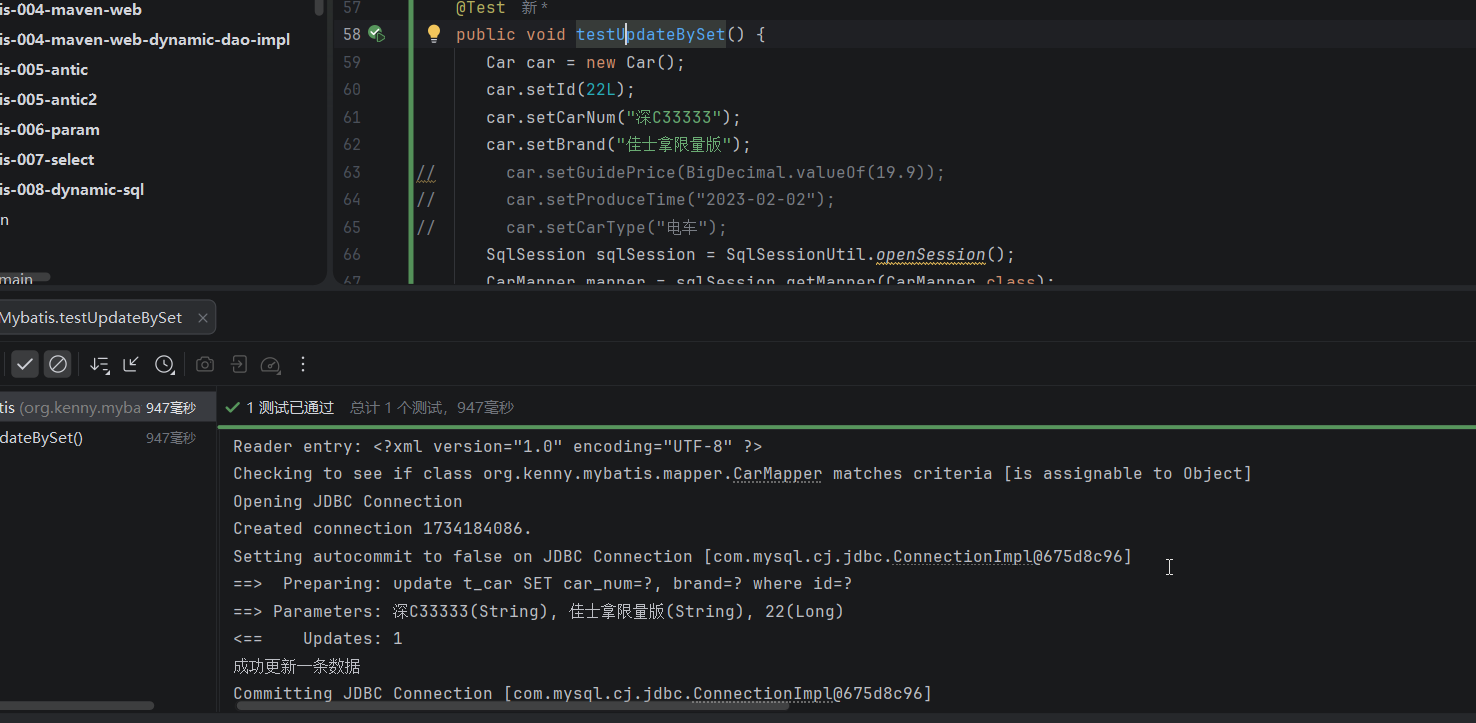 is-004-maven-web
is-004-maven-web-dynamic-dao-impl
is-005-antic
is-005-antic2
is-006-param
is-007-select
is-008-dynamic-sql
n
main
57 @Test 新 *
58 public void testUpdateBySet() {
59 Car car = new Car();
60 car.setId(22L);
61 car.setCarNum("深C33333");
62 car.setBrand("佳士拿限量版");
63 // car.setGuidePrice(BigDecimal.valueOf(19.9));
64 // car.setProduceTime("2023-02-02");
65 // car.setCarType("电车");
66 SqlSession sqlSession = SqlSessionUtil.openSession();
67 CarMapper mapper = sqlSession.getMapper(CarMapper.class);
Mybatis.testUpdateBySet ×
tis (org.kenny.myba 947毫秒
dateBySet() 947毫秒
1 测试已通过 总计 1 个测试, 947毫秒
Reader entry: <?xml version="1.0" encoding="UTF-8" ?>
Checking to see if class org.kenny.mybatis.mapper.CarMapper matches criteria [is assignable to Object]
Opening JDBC Connection
Created connection 1734184086.
Setting autocommit to false on JDBC Connection [com.mysql.cj.jdbc.ConnectionImpl@675d8c96]
==>  Preparing: update t_car SET car_num=?, brand=? where id=?
==> Parameters: 深C33333(String), 佳士拿限量版(String), 22(Long)
<==    Updates: 1
成功更新一条数据
Committing JDBC Connection [com.mysql.cj.jdbc.ConnectionImpl@675d8c96]